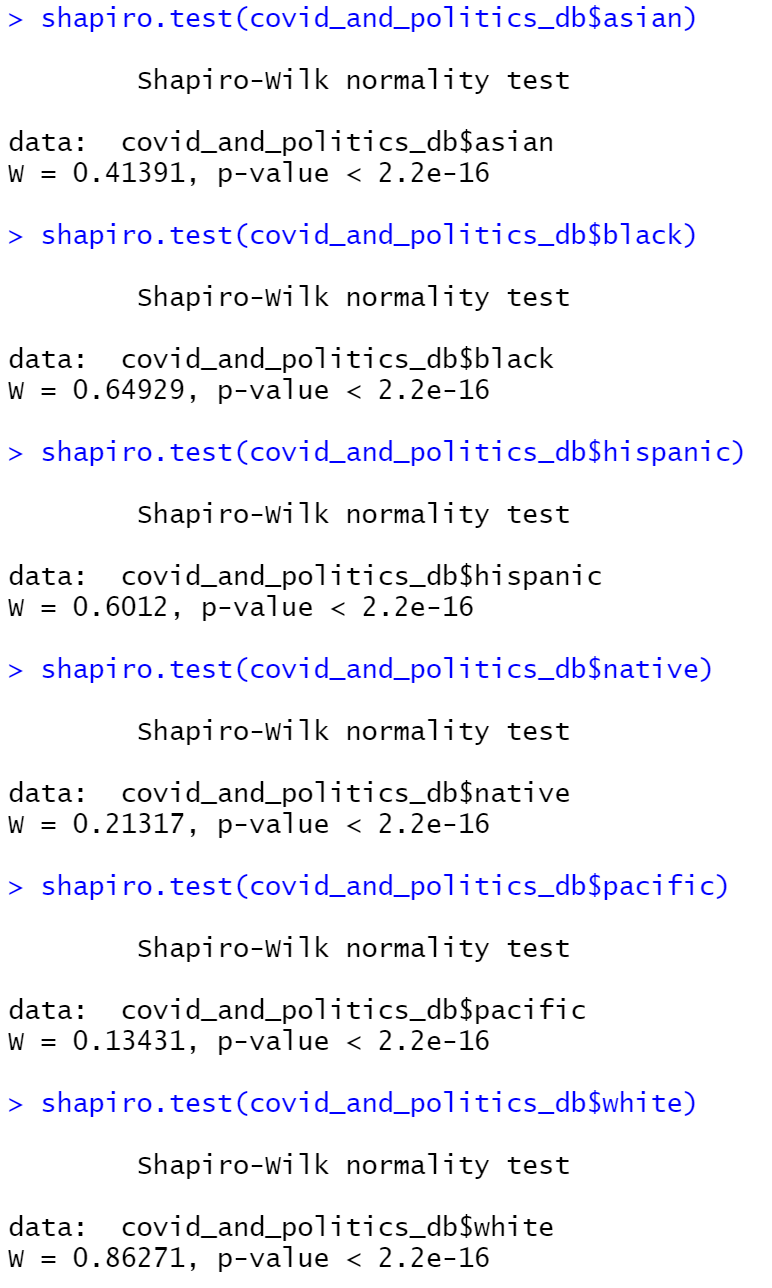 > shapiro.test(covid_and_politics_db$asian)
Shapiro-Wilk normality test
data:  covid_and_politics_db$asian
W = 0.41391, p-value < 2.2e-16
> shapiro.test(covid_and_politics_db$black)
Shapiro-Wilk normality test
data:  covid_and_politics_db$black
W = 0.64929, p-value < 2.2e-16
> shapiro.test(covid_and_politics_db$hispanic)
Shapiro-Wilk normality test
data:  covid_and_politics_db$hispanic
W = 0.6012, p-value < 2.2e-16
> shapiro.test(covid_and_politics_db$native)
Shapiro-Wilk normality test
data:  covid_and_politics_db$native
W = 0.21317, p-value < 2.2e-16
> shapiro.test(covid_and_politics_db$pacific)
Shapiro-Wilk normality test
data:  covid_and_politics_db$pacific
W = 0.13431, p-value < 2.2e-16
> shapiro.test(covid_and_politics_db$white)
Shapiro-Wilk normality test
data:  covid_and_politics_db$white
W = 0.86271, p-value < 2.2e-16